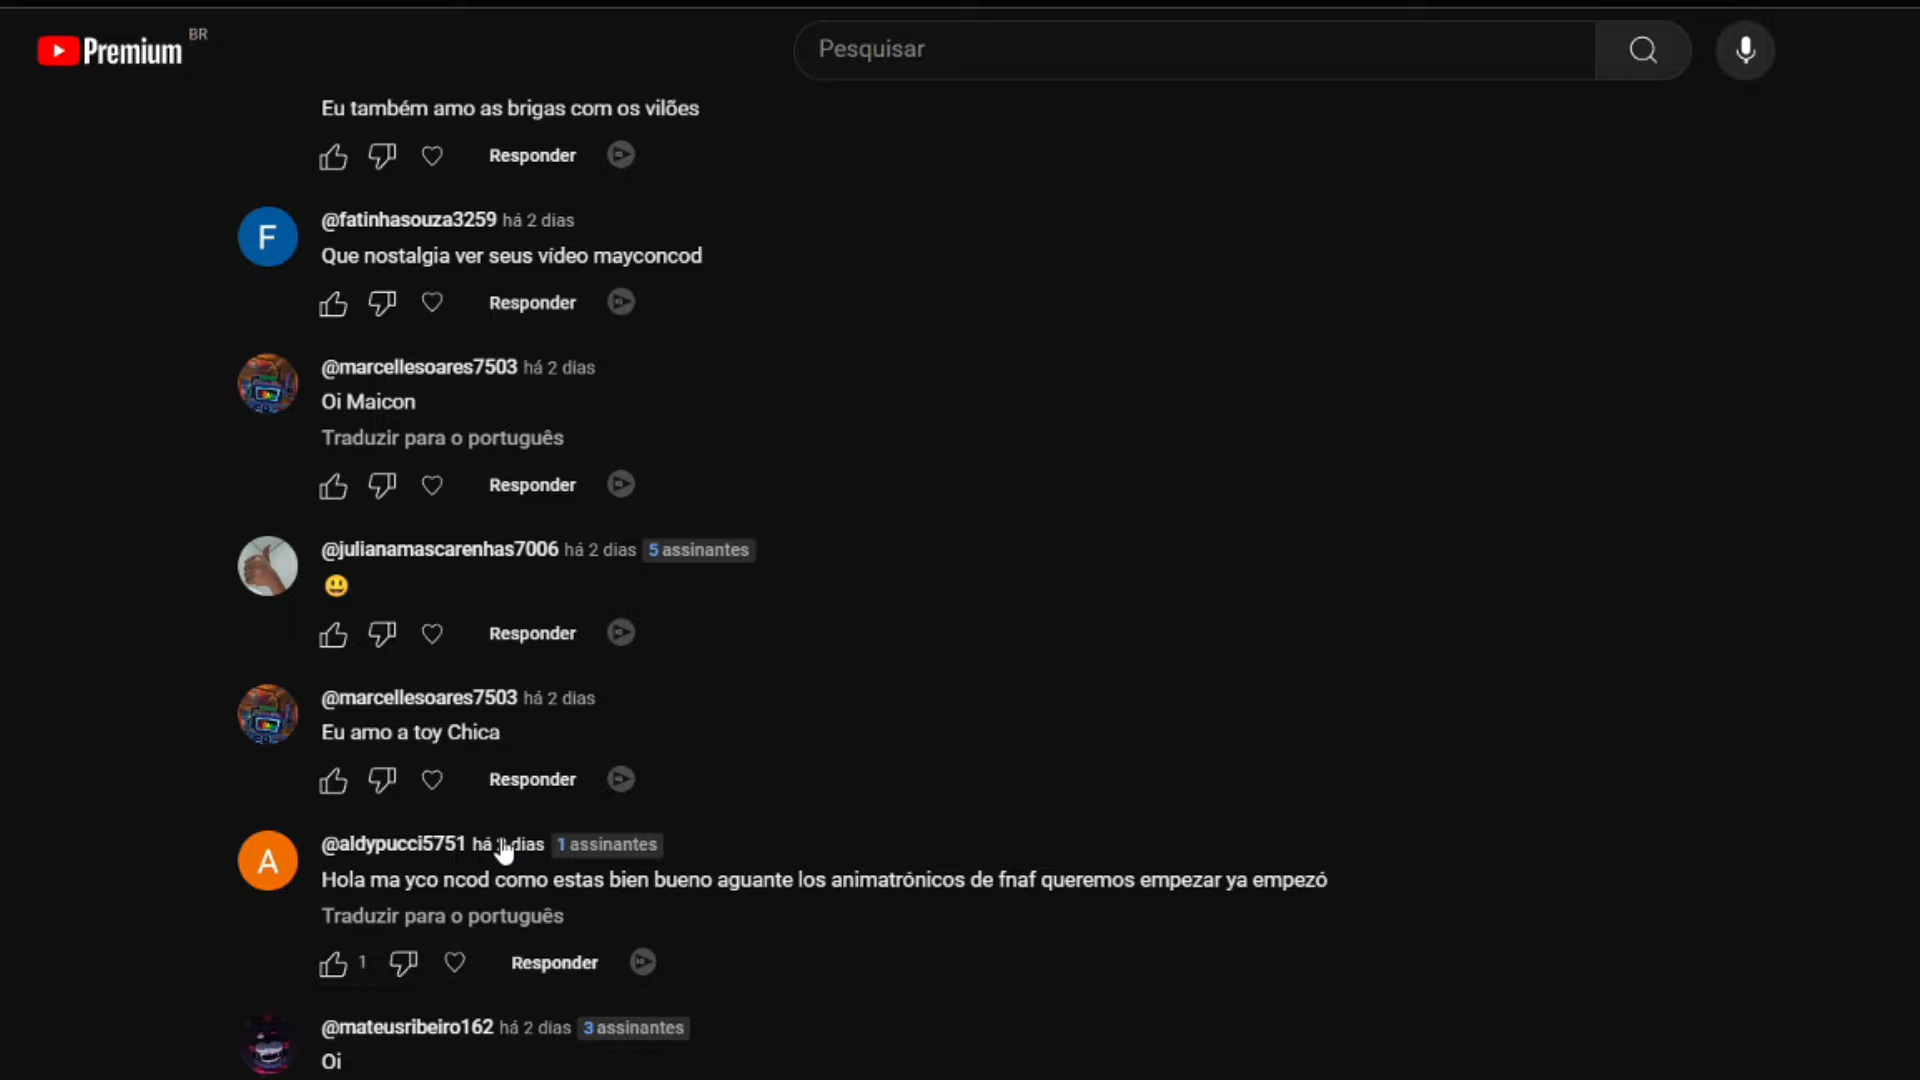 Premium BR
Pesquisar
Eu também amo as brigas com os vilões
Responder
F
@fatinhasouza3259 há 2 dias
Que nostalgia ver seus vídeo mayconcod
Responder
@marcellesoares7503 há 2 dias
Oi Maicon
Traduzir para o português
Responder
@julianamascarenhas7006 há 2 dias 5 assinantes
😃
Responder
@marcellesoares7503 há 2 dias
Eu amo a toy Chica
Responder
A
@aldypucci5751 há dias 1 assinantes
Hola ma yco ncod como estas bien bueno aguante los animatrónicos de fnaf queremos empezar ya empezó
Traduzir para o português
1 Responder
@mateusribeiro162 há 2 dias 3 assinantes
Oi